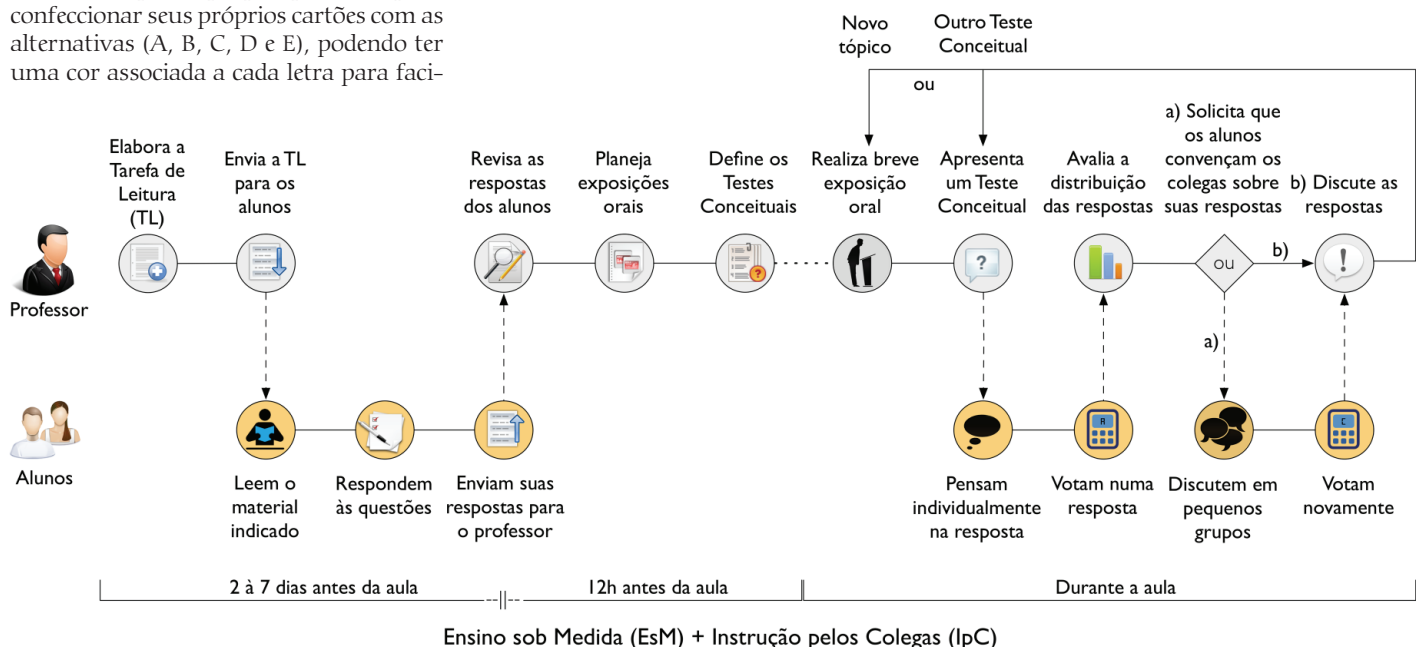 confeccionar seus próprios cartões com as
alternativas (A, B, C, D e E), podendo ter
uma cor associada a cada letra para faci-
Novo
tópico
Outro Teste
Conceitual
ou
Elabora a
Tarefa de
Leitura
(TL)
Envia a TL
para os
alunos
Revisa as
respostas
dos alunos
Planeja
exposições
orais
Define os
Testes
Conceituais
Realiza breve
exposição
oral
Apresenta
um Teste
Conceitual
Avalia a
distribuição
das respostas
a) Solicita que
os alunos
convençam os
colegas sobre
suas respostas
b) Discute as
respostas
Professor
?
?
ou
b)
!
a)
Alunos
A
C
Leem o
material
indicado
Respondem
às questões
Enviam suas
respostas para
o professor
Pensam
individualmente
na resposta
Votam numa
resposta
Discutem em
pequenos
grupos
Votam
novamente
2 à 7 dias antes da aula
12h antes da aula
Durante a aula
Ensino sob Medida (EsM) + Instrução pelos Colegas (IpC)